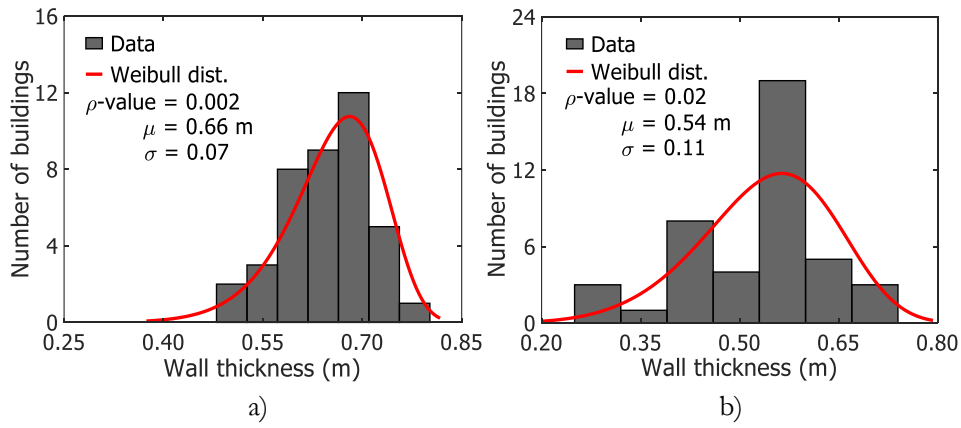 16
12
8
4
0
Number of buildings
Data
Weibull dist.
ρ-value = 0.002
μ = 0.66 m
σ = 0.07
0.25 0.40 0.55 0.70 0.85
Wall thickness (m)
a)
24
18
12
6
0
Number of buildings
Data
Weibull dist.
ρ-value = 0.02
μ = 0.54 m
σ = 0.11
0.20 0.35 0.50 0.65 0.80
Wall thickness (m)
b)